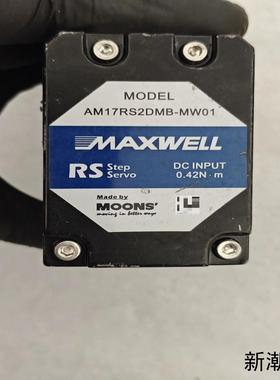 MODEL
AM17RS2DMB-MW01
MAXWELL
RS Step Servo
DC INPUT
0.42N·m
Made by
MOONS'
moving in better ways
新潮